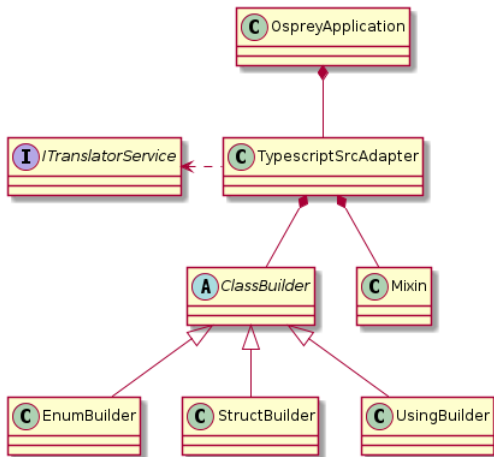 C OspreyApplication
I ITranslatorService
C TypescriptSrcAdapter
A ClassBuilder
C Mixin
C EnumBuilder
C StructBuilder
C UsingBuilder